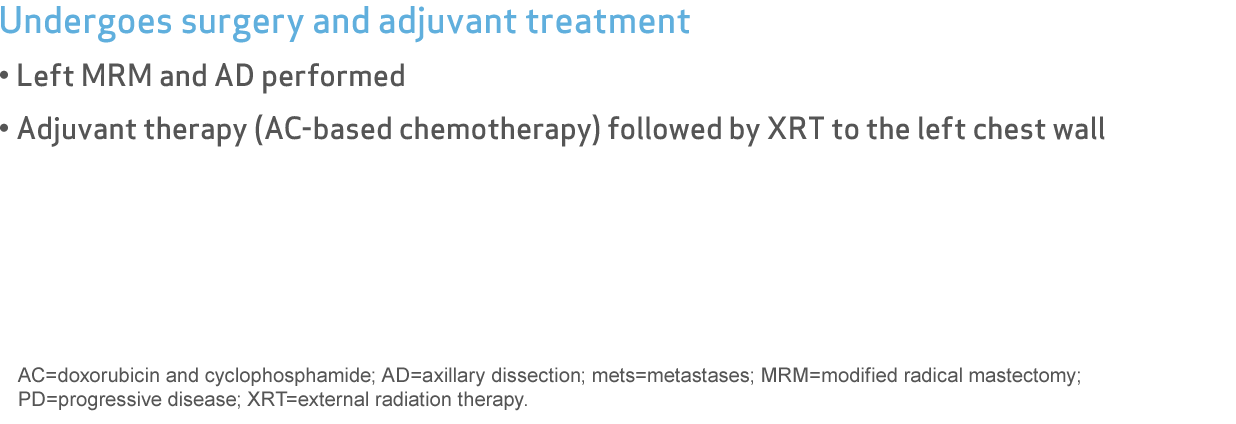 Undergoes surgery and adjuvant treatment
• Left MRM and AD performed
• Adjuvant therapy (AC-based chemotherapy) followed by XRT to the left chest wall
AC=doxorubicin and cyclophosphamide; AD=axillary dissection; mets=metastases; MRM=modified radical mastectomy;
PD=progressive disease; XRT=external radiation therapy.